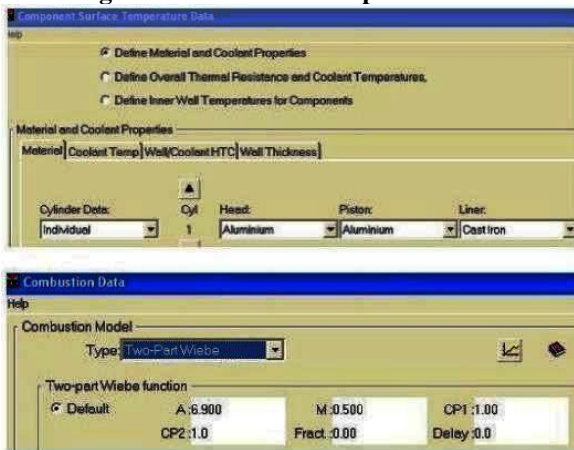 Component Surface Temperature Data
Help
Define Material and Coolant Properties
Define Overall Thermal Resistance and Coolant Temperatures,
Define Inner Wall Temperatures for Components
Material and Coolant Properties
Material Coolant Temp Wall/Coolant HTC Wall Thickness
Cylinder Data: Cyl Head: Piston: Liner:
Individual 1 Aluminium Aluminium Cast Iron
Combustion Data
Help
Combustion Model
Type: Two-Part Wiebe
Two-part Wiebe function
Default A :6.900 M :0.500 CP1 :1.00
CP2 :1.0 Fract. :0.00 Delay :0.0